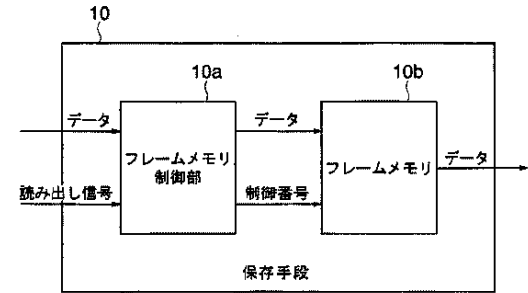 10
10a
10b
データ
データ
フレームメモリ
制御部
フレームメモリ
データ
読み出し信号
制御番号
保存手段